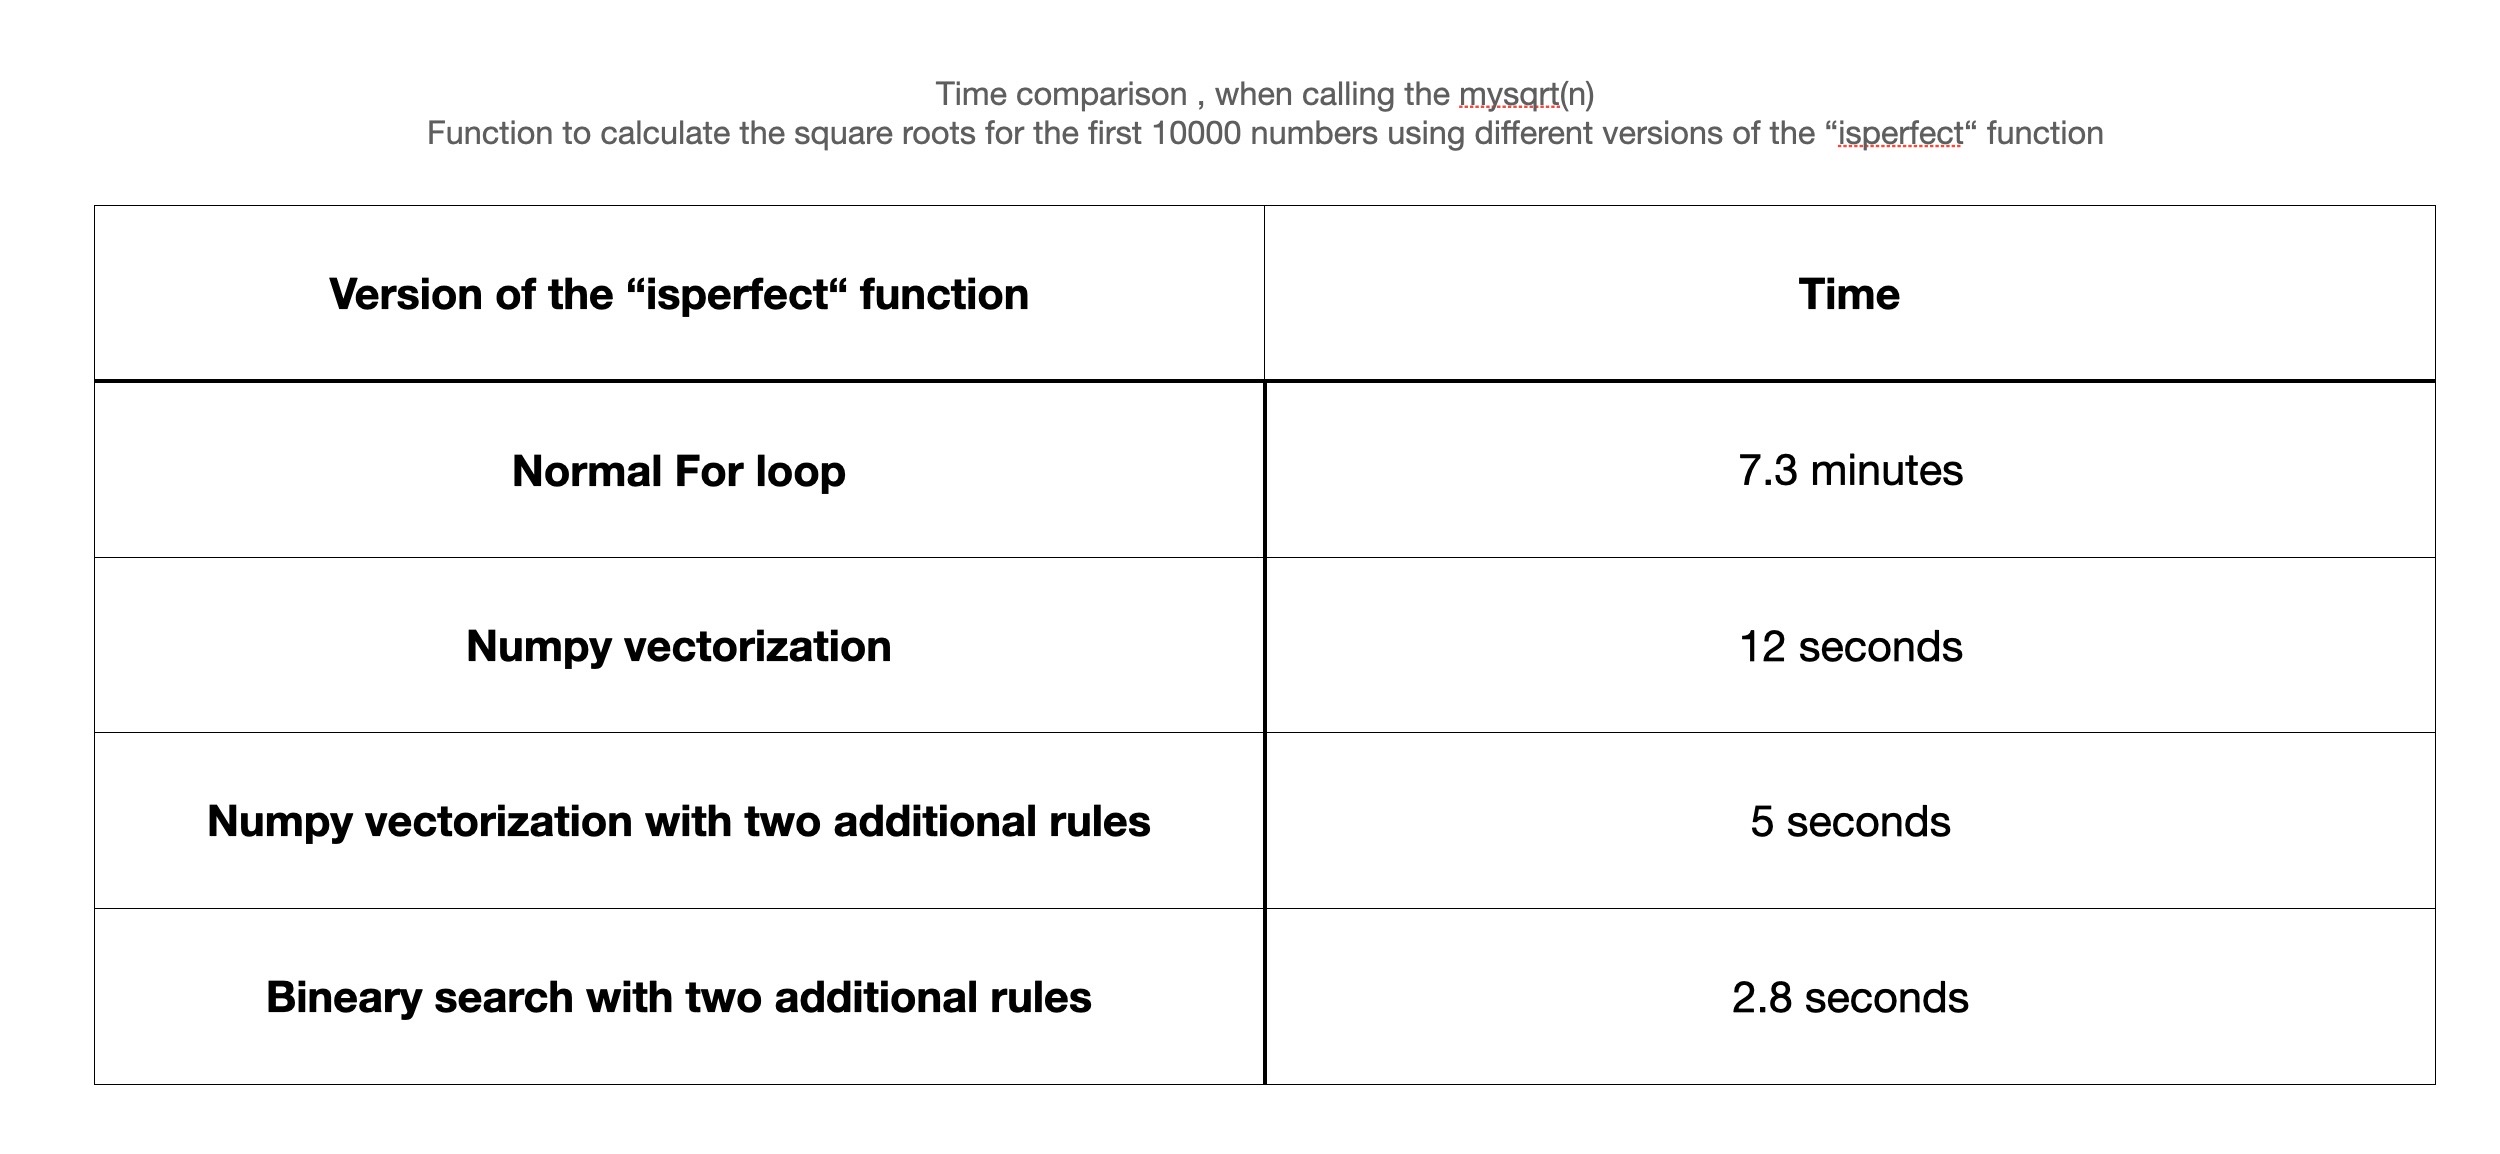 Time comparison , when calling the mysqrt(n)
Function to calculate the square roots for the first 10000 numbers using different versions of the “isperfect“ function
Version of the “isperfect“ function
Time
Normal For loop
7.3 minutes
Numpy vectorization
12 seconds
Numpy vectorization with two additional rules
5 seconds
Bineary search with two additional rules
2.8 seconds